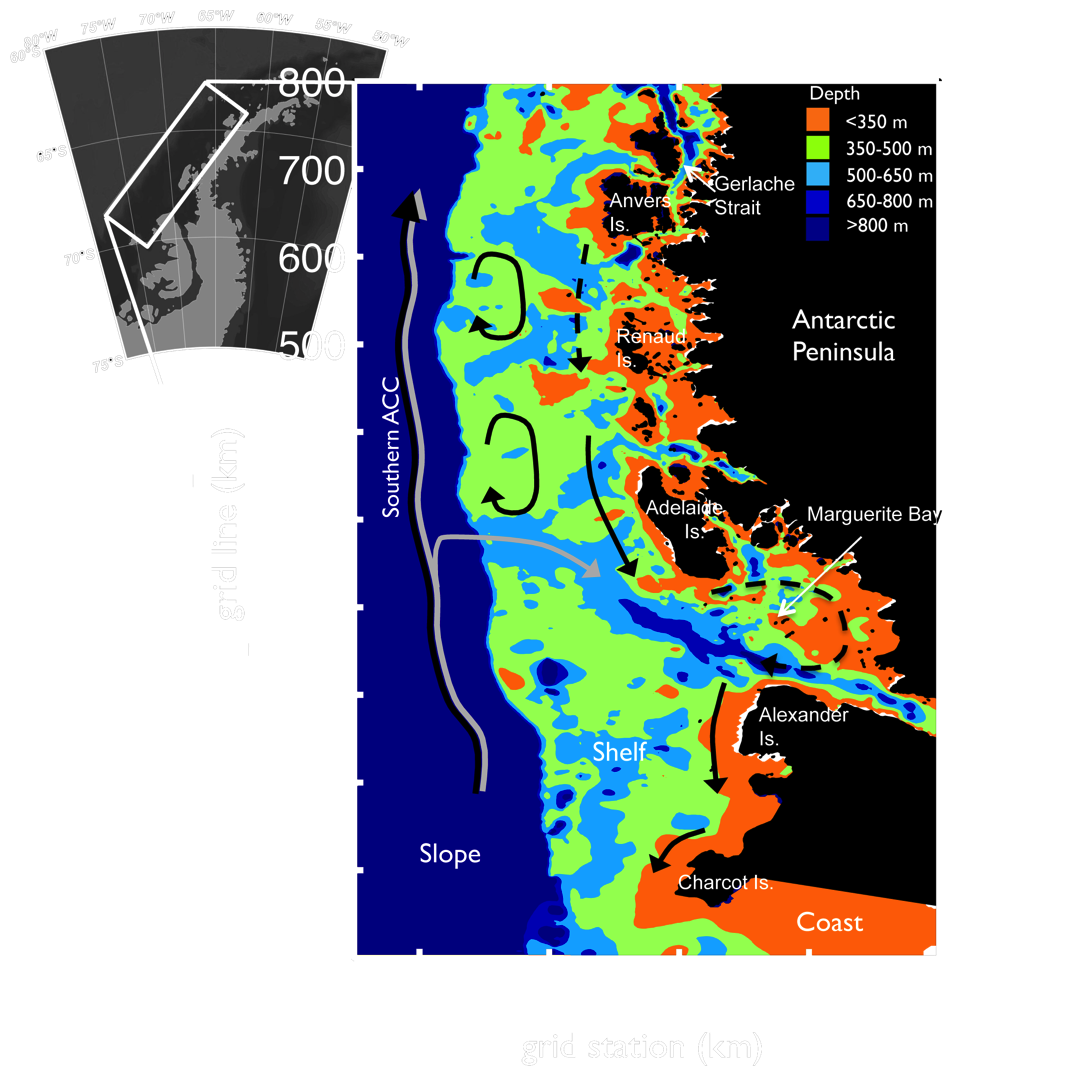 80°W
75°W
70°W
65°W
60°W
55°W
50°W
60°S
65°S
70°S
75°S
800
700
600
500
grid line (km)
Depth
<350 m
350-500 m
500-650 m
650-800 m
>800 m
Gerlache
Strait
Anvers
Is.
Antarctic
Peninsula
Renaud
Is.
Southern ACC
Adelaide
Is.
Marguerite Bay
Alexander
Is.
Shelf
Slope
Charcot Is.
Coast
grid station (km)